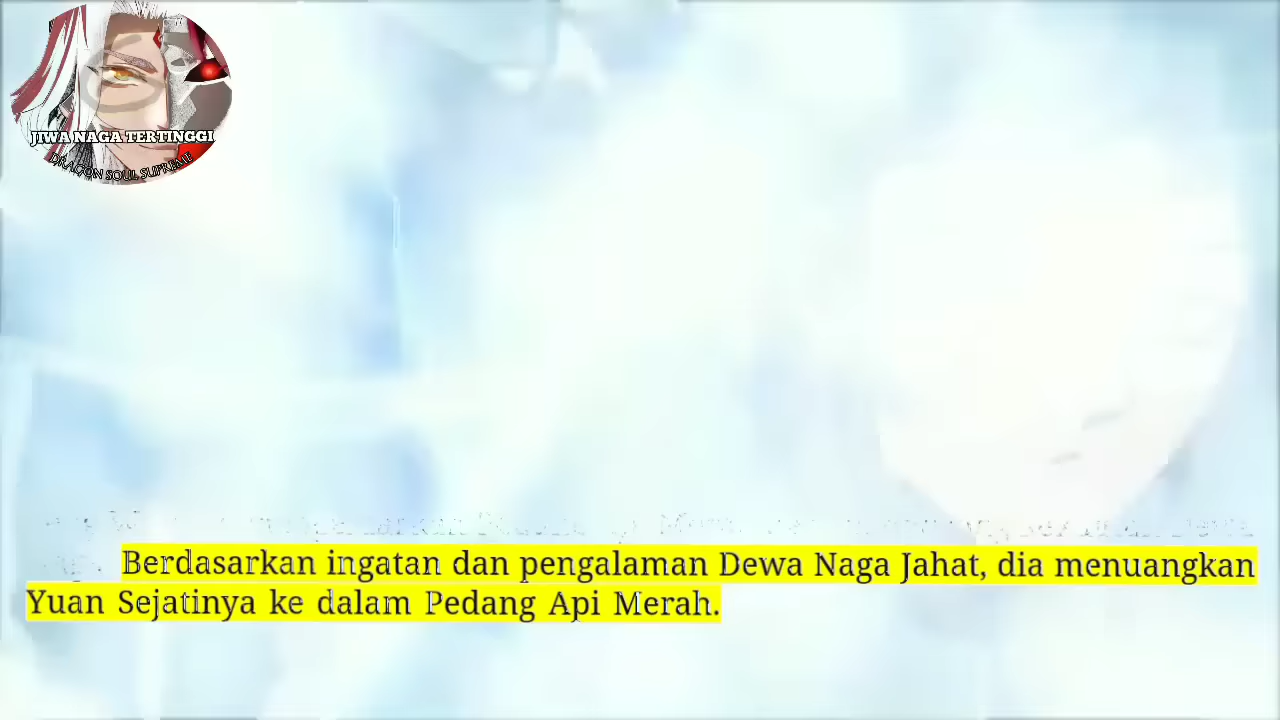 JIWA NAGA TERTINGGI
DRAGON SOUL SUPREME
Berdasarkan ingatan dan pengalaman Dewa Naga Jahat, dia menuangkan
Yuan Sejatinya ke dalam Pedang Api Merah.